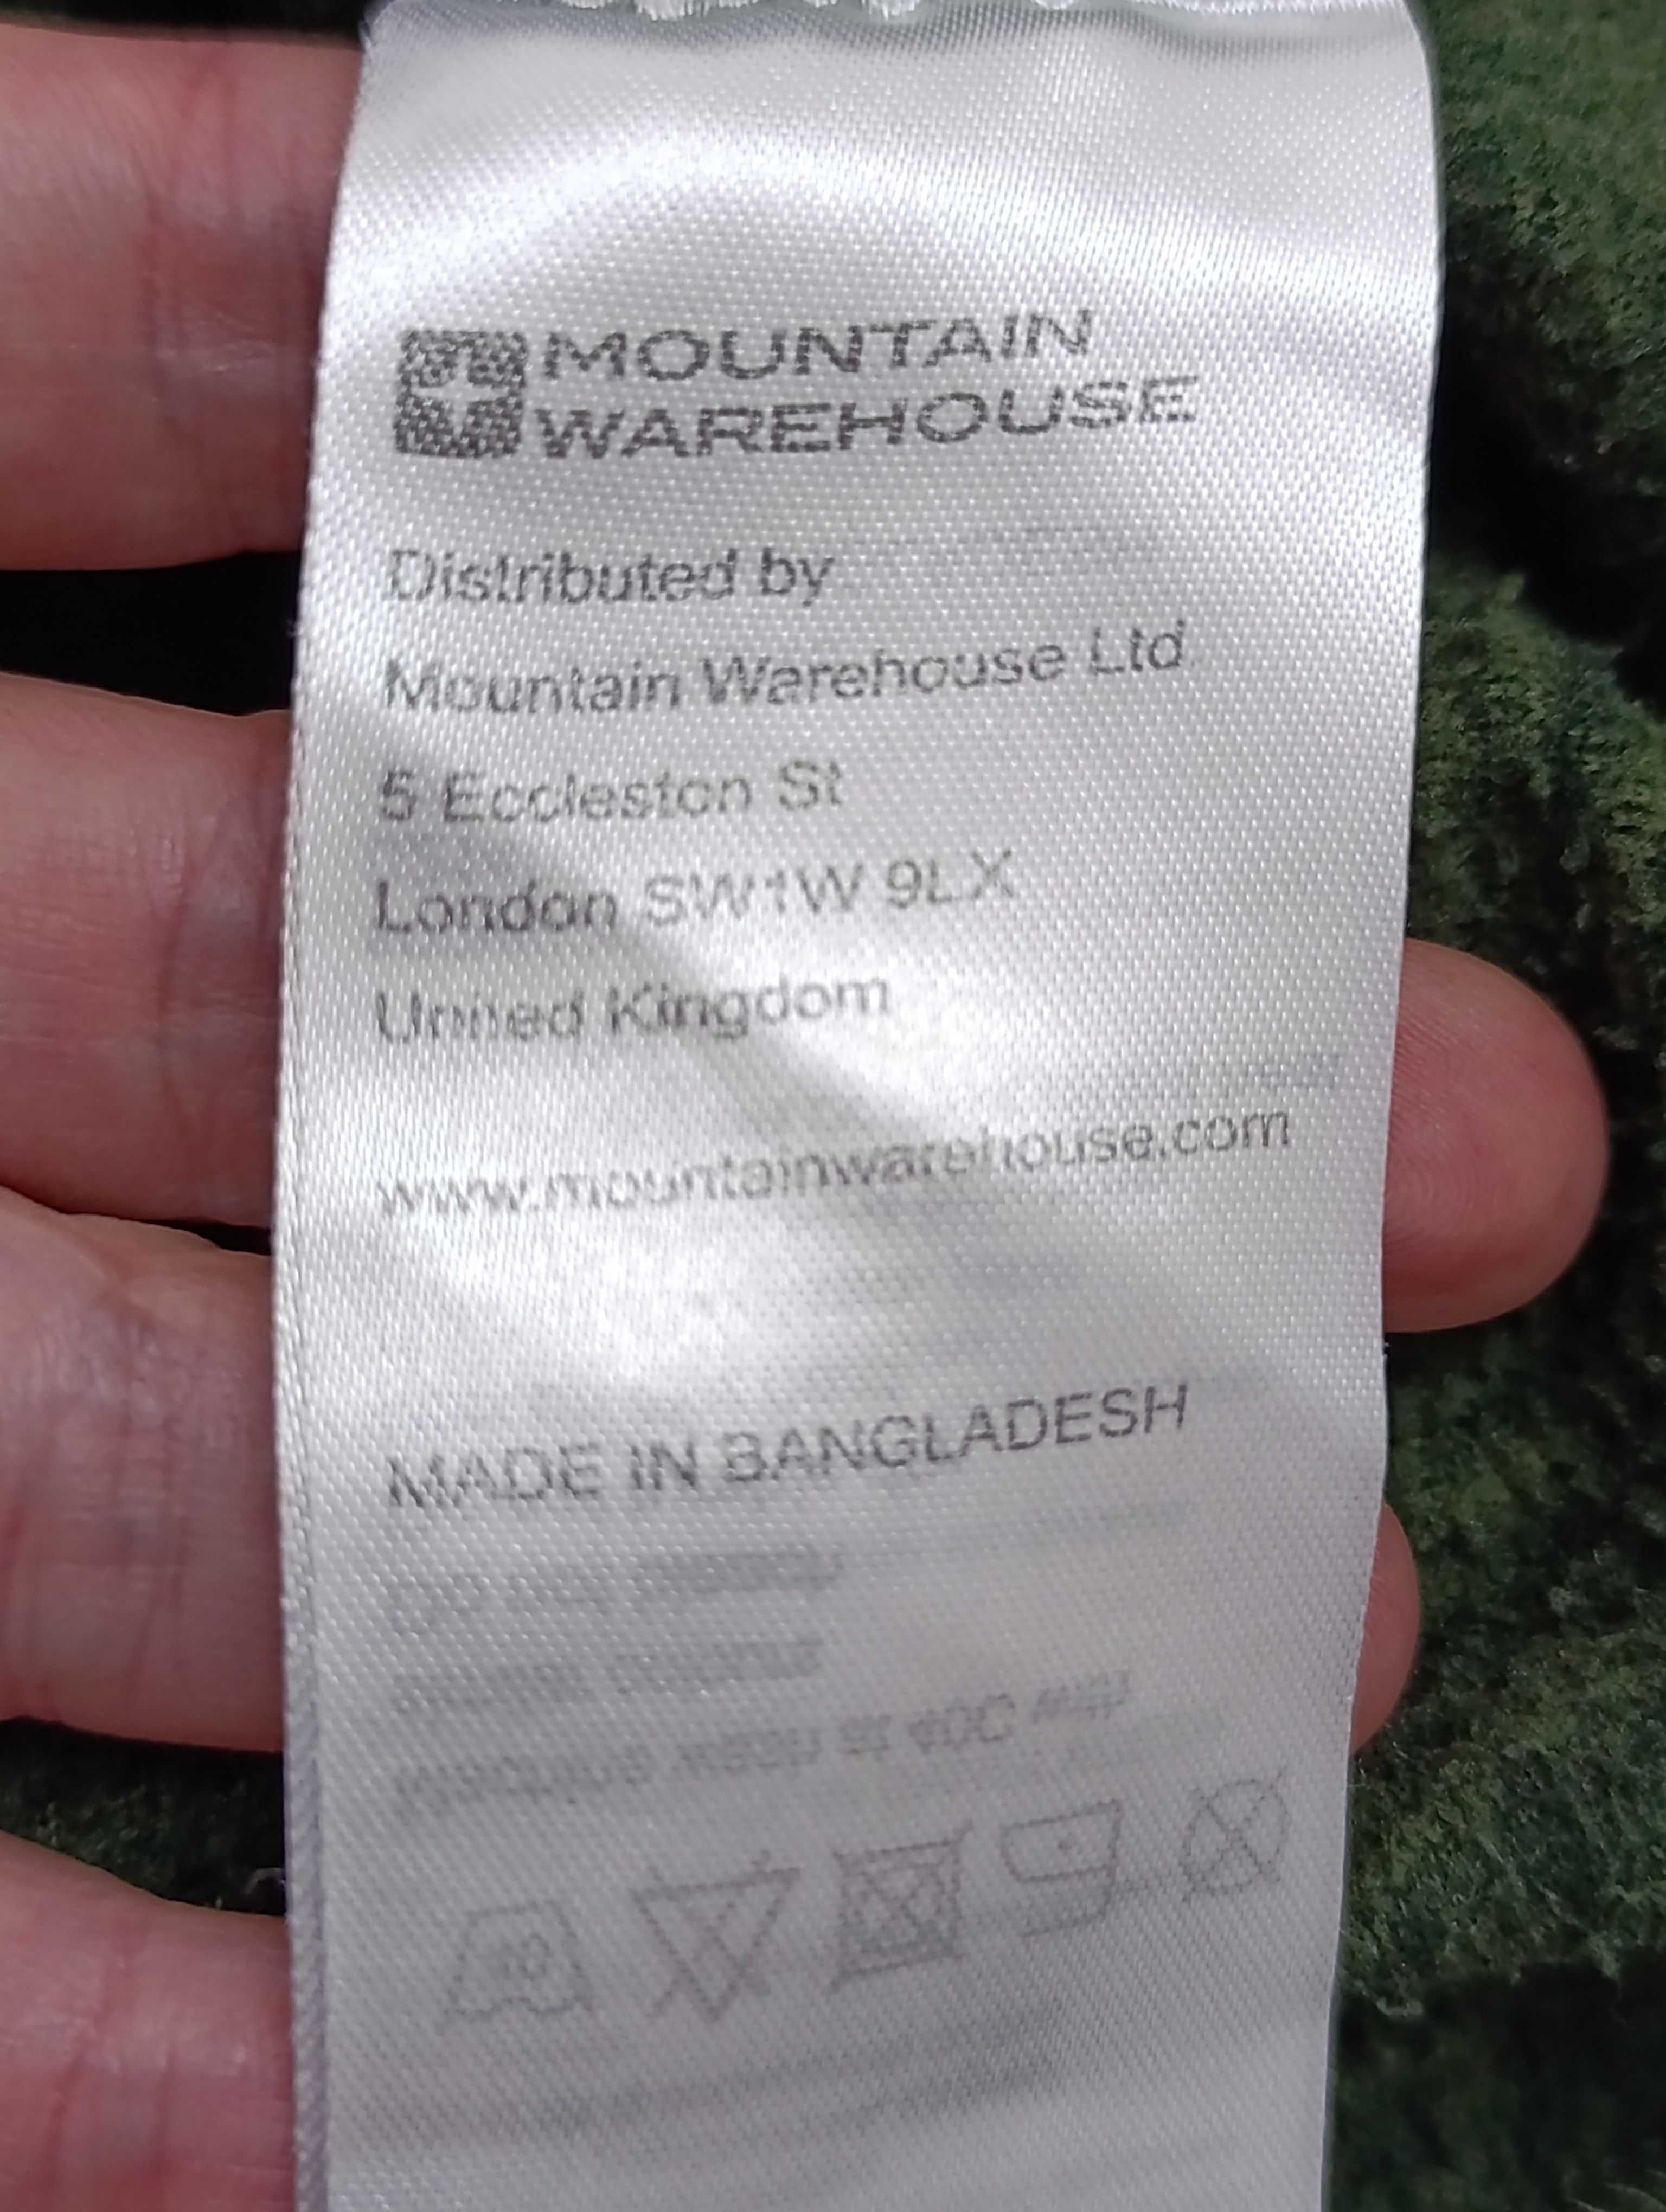 MOUNTAIN
WAREHOUSE
Distributed by
Mountain Warehouse Ltd
5 Eccleston St
London SW1W 9LX
United Kingdom
www.mountainwarehouse.com
MADE IN BANGLADESH
40